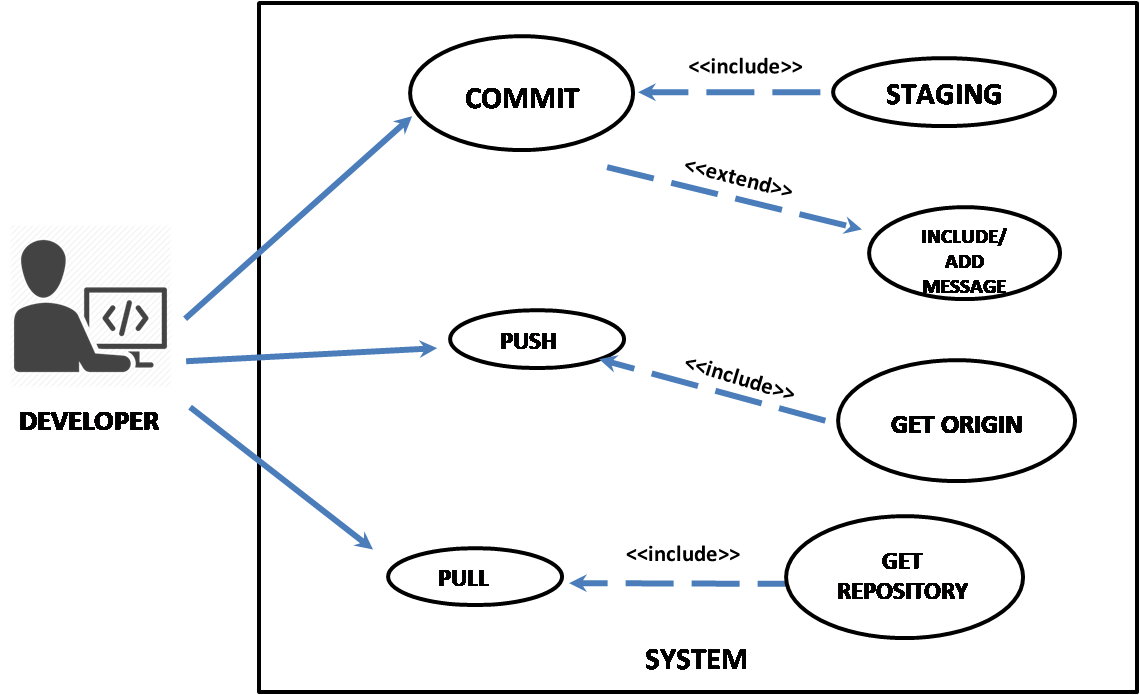 COMMIT
<<include>>
STAGING
<<extend>>
INCLUDE/
ADD
MESSAGE
</>
DEVELOPER
PUSH
<<include>>
GET ORIGIN
PULL
<<include>>
GET
REPOSITORY
SYSTEM